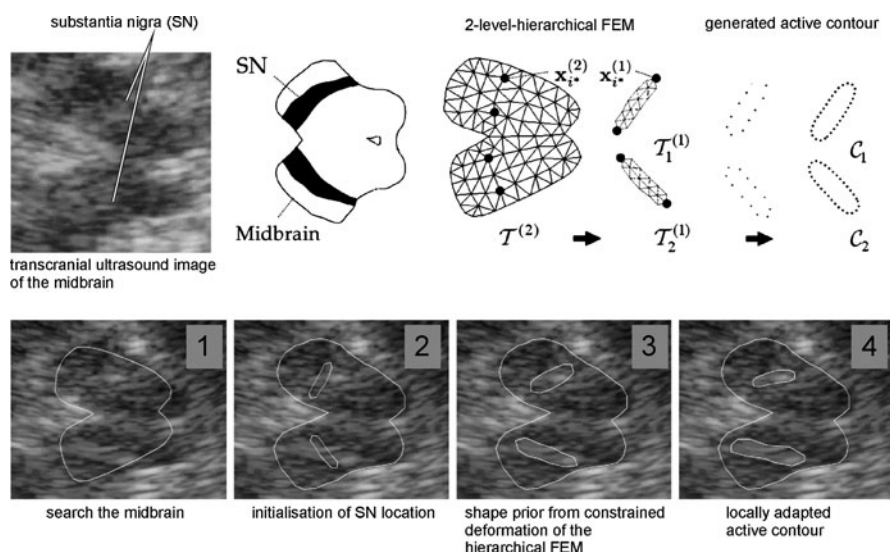 substantia nigra (SN)
2-level-hierarchical FEM
generated active contour
SN
Midbrain
x_{i*}^{(2)} x_{i*}^{(1)}
T_1^{(1)}
C_1
T^{(2)}
T_2^{(1)}
C_2
transcranial ultrasound image
of the midbrain
1
2
3
4
search the midbrain
initialisation of SN location
shape prior from constrained
deformation of the
hierarchical FEM
locally adapted
active contour